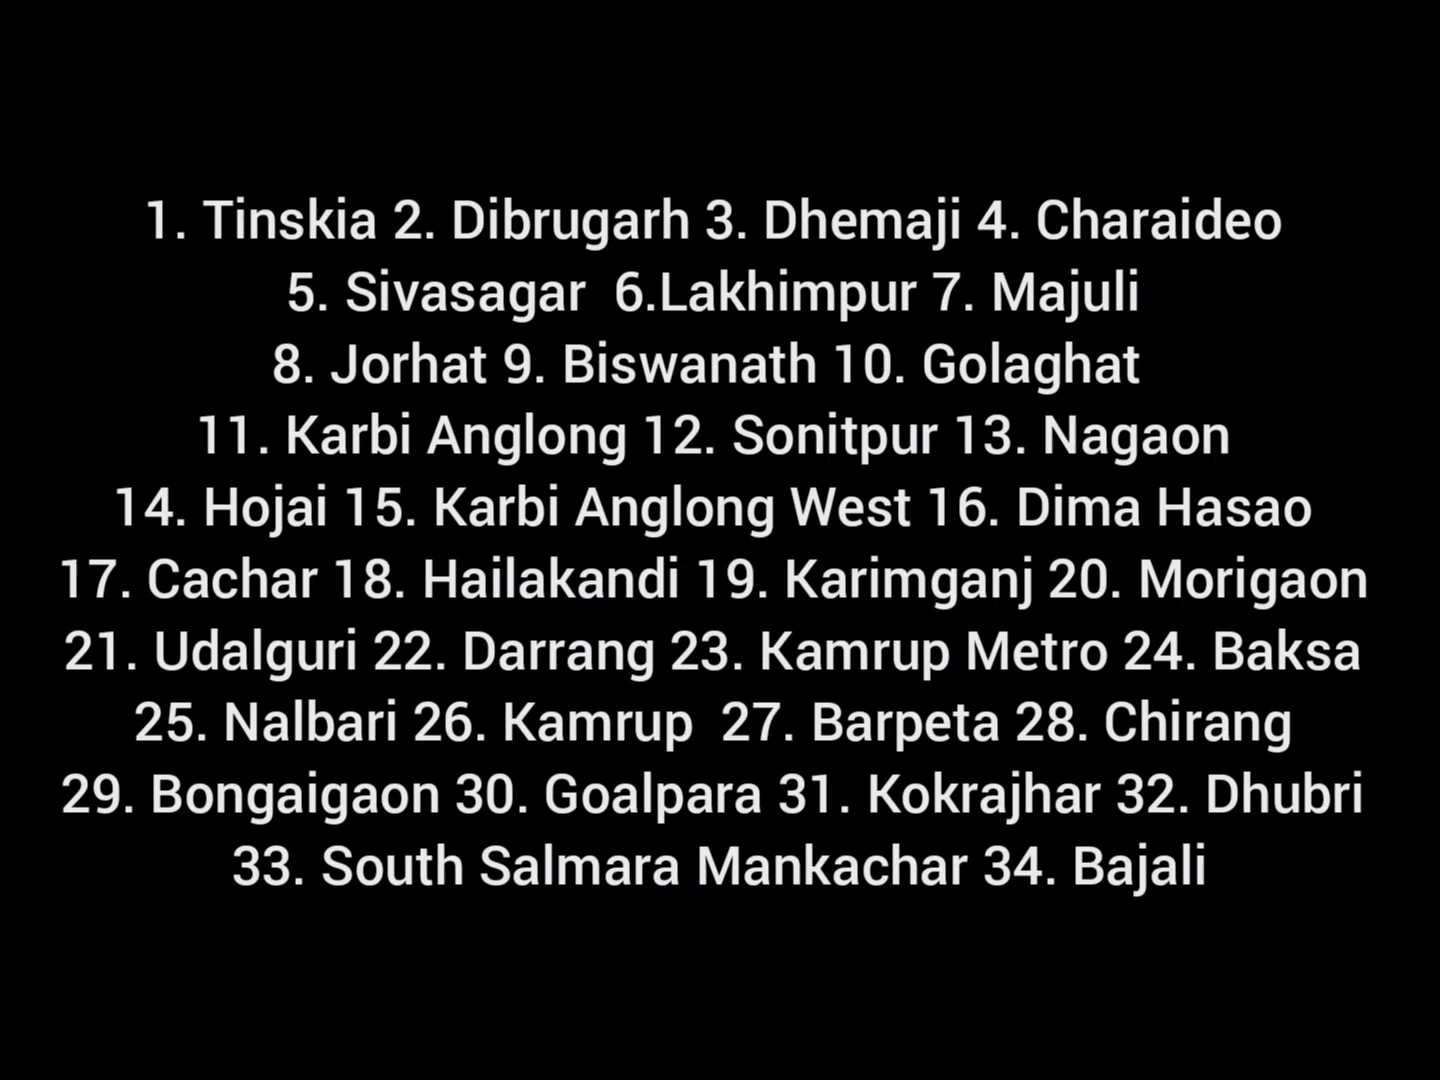 1. Tinskia 2. Dibrugarh 3. Dhemaji 4. Charaideo
5. Sivasagar 6.Lakhimpur 7. Majuli
8. Jorhat 9. Biswanath 10. Golaghat
11. Karbi Anglong 12. Sonitpur 13. Nagaon
14. Hojai 15. Karbi Anglong West 16. Dima Hasao
17. Cachar 18. Hailakandi 19. Karimganj 20. Morigaon
21. Udalguri 22. Darrang 23. Kamrup Metro 24. Baksa
25. Nalbari 26. Kamrup 27. Barpeta 28. Chirang
29. Bongaigaon 30. Goalpara 31. Kokrajhar 32. Dhubri
33. South Salmara Mankachar 34. Bajali